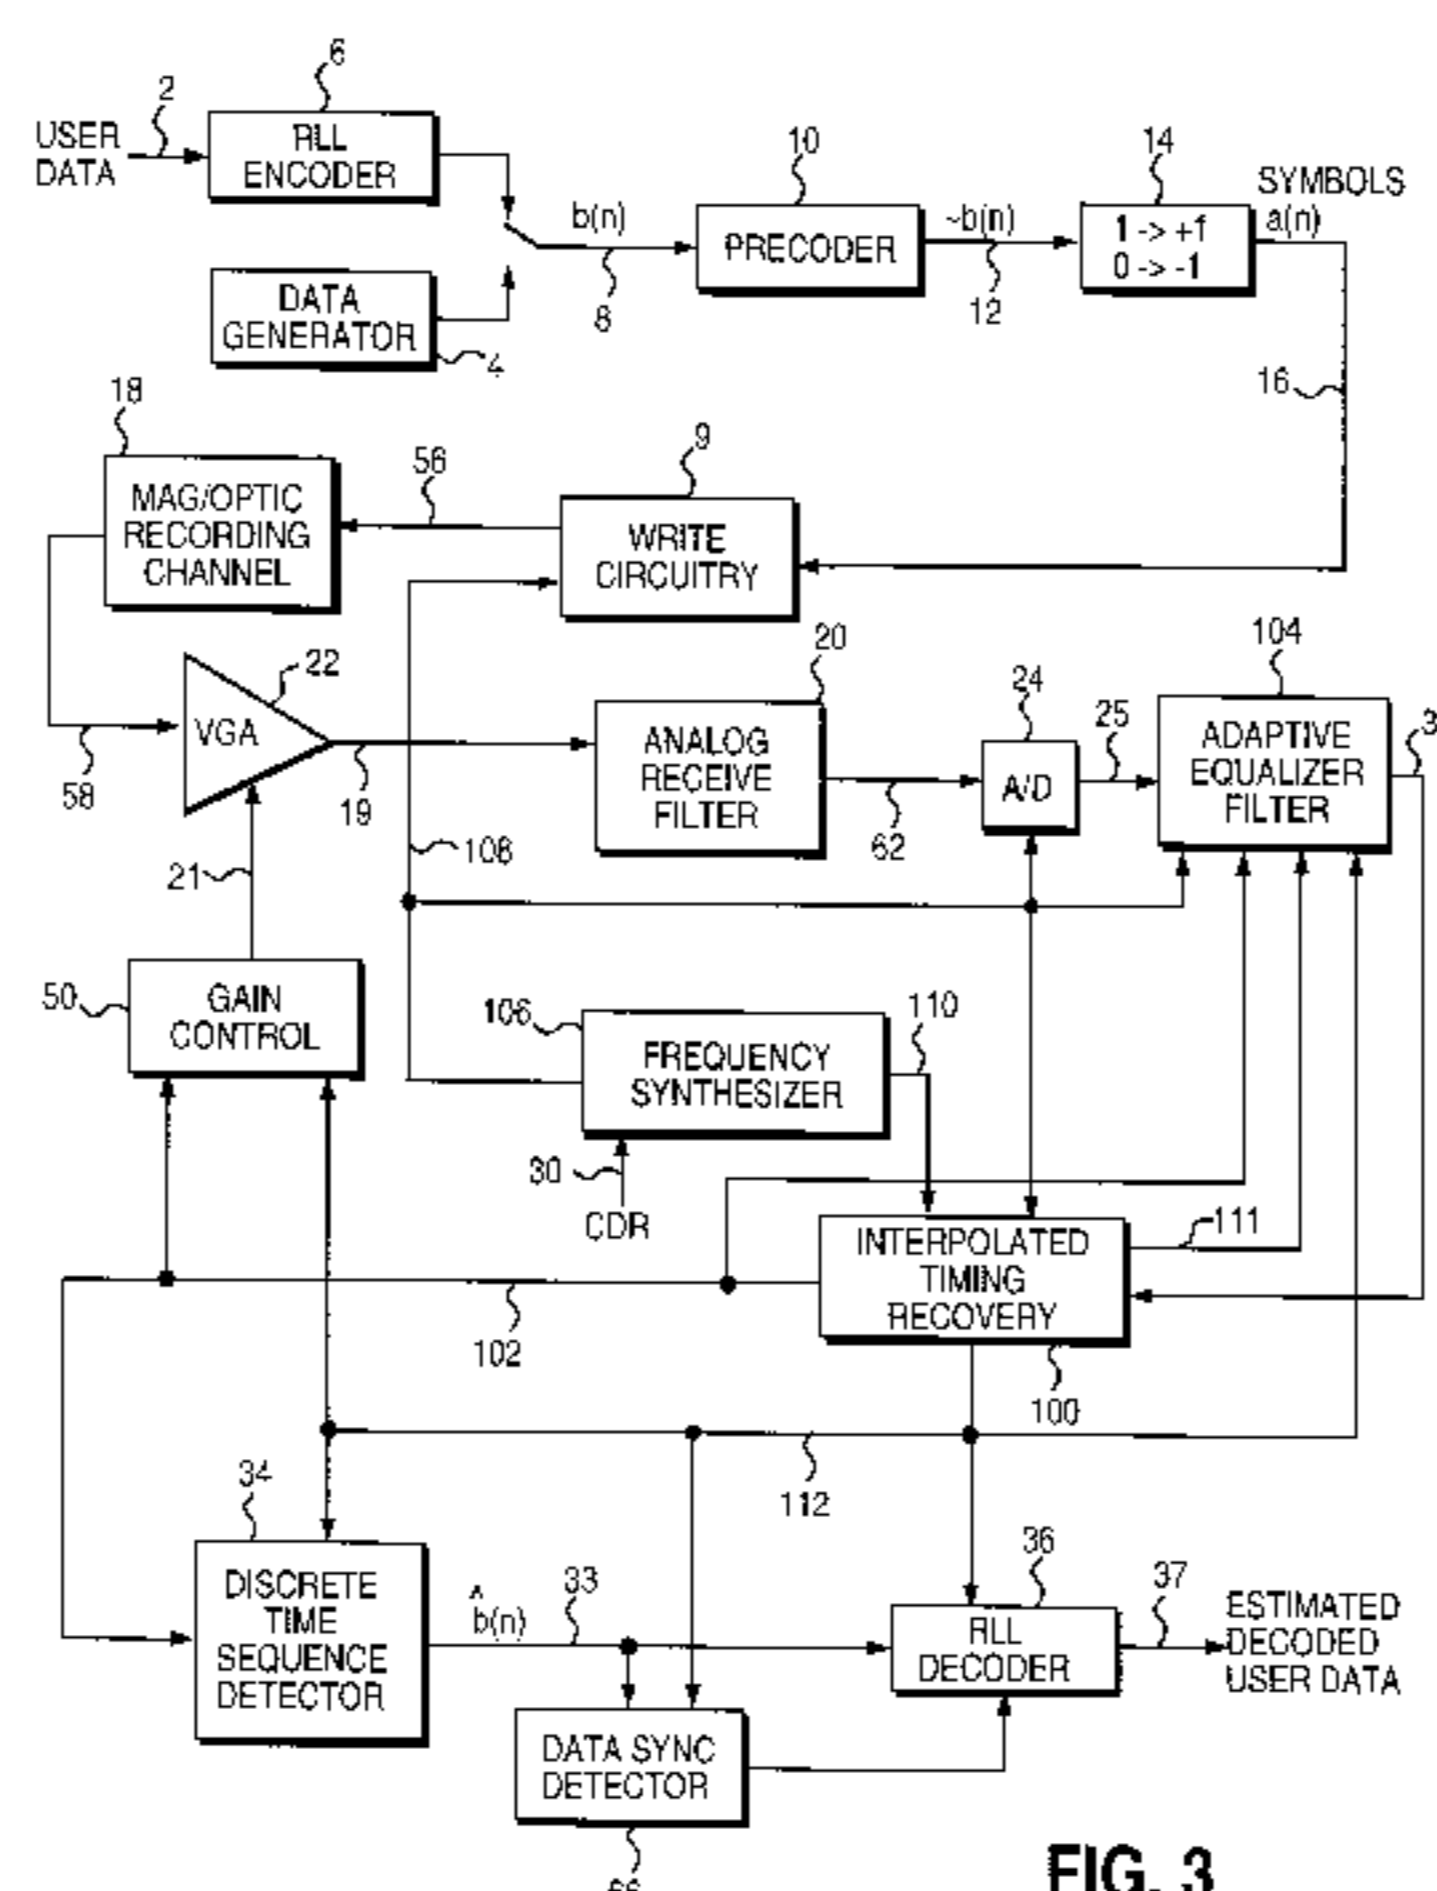 6
2
USER
DATA
RLL
ENCODER
10
14
SYMBOLS
b(n)
PRECODER
~b(n)
1 -> +1
0 -> -1
a(n)
DATA
GENERATOR
8
12
4
16
18
9
56
MAG/OPTIC
RECORDING
CHANNEL
WRITE
CIRCUITRY
22
20
104
24
25
3
VGA
ANALOG
RECEIVE
FILTER
A/D
ADAPTIVE
EQUALIZER
FILTER
58
19
62
108
21
50
GAIN
CONTROL
106
FREQUENCY
SYNTHESIZER
110
30
CDR
INTERPOLATED
TIMING
RECOVERY
111
102
100
34
112
36
DISCRETE
TIME
SEQUENCE
DETECTOR
^
b(n)
33
RLL
DECODER
37
ESTIMATED
DECODED
USER DATA
DATA SYNC
DETECTOR
FIG. 3